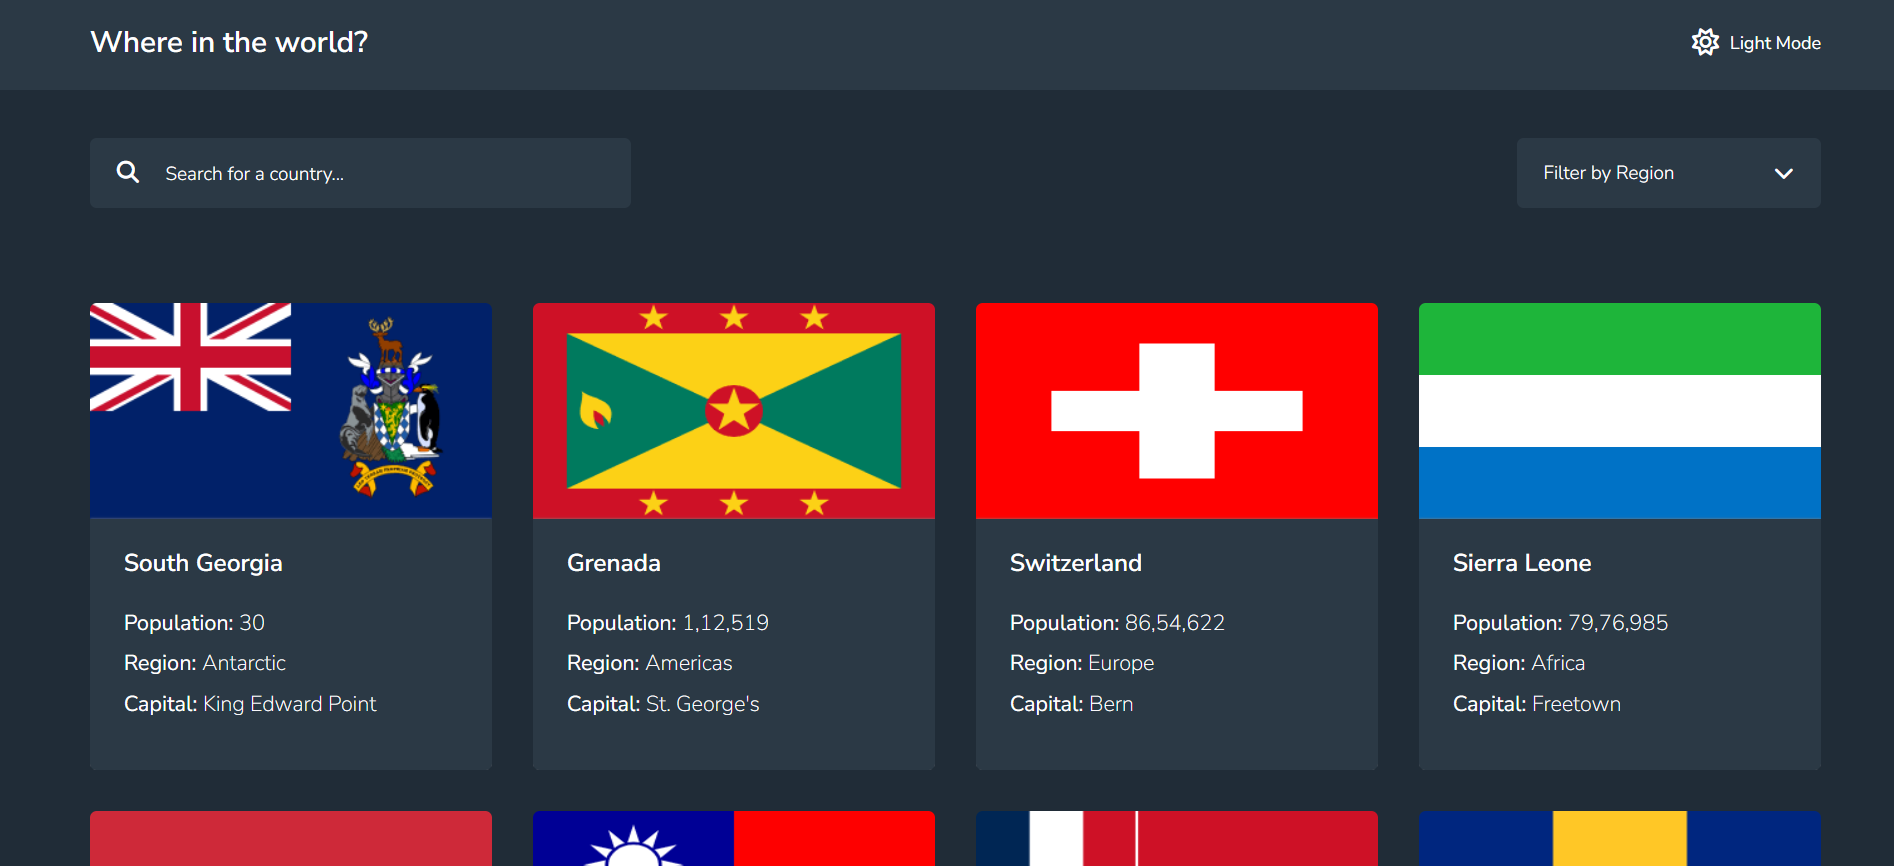 Where in the world?
Light Mode
Search for a country...
Filter by Region
South Georgia
Population: 30
Region: Antarctic
Capital: King Edward Point
Grenada
Population: 1,12,519
Region: Americas
Capital: St. George's
Switzerland
Population: 86,54,622
Region: Europe
Capital: Bern
Sierra Leone
Population: 79,76,985
Region: Africa
Capital: Freetown